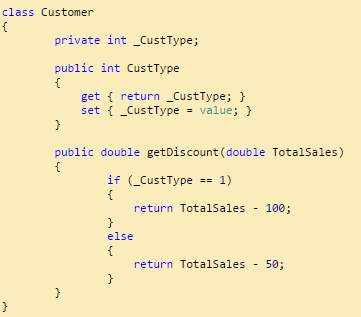 class Customer
{
        private int _CustType;

        public int CustType
        {
            get { return _CustType; }
            set { _CustType = value; }
        }

        public double getDiscount(double TotalSales)
        {
                if (_CustType == 1)
                {
                    return TotalSales - 100;
                }
                else
                {
                    return TotalSales - 50;
                }
        }
}